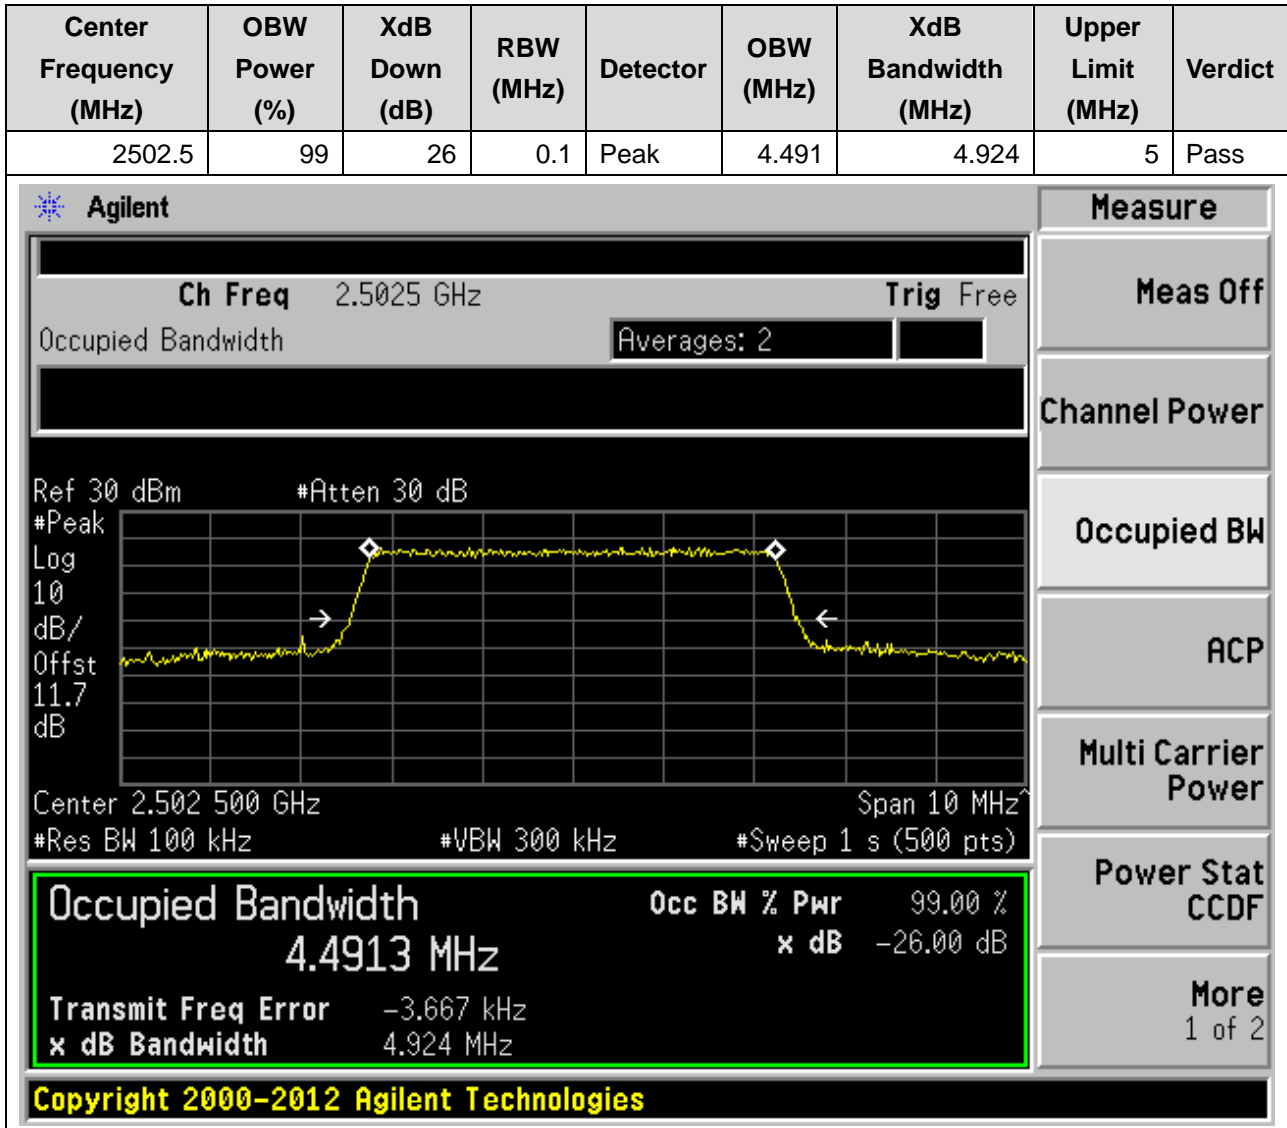 Center Frequency (MHz) OBW Power (%) XdB Down (dB) RBW (MHz) Detector OBW (MHz) XdB Bandwidth (MHz) Upper Limit (MHz) Verdict
2502.5 99 26 0.1 Peak 4.491 4.924 5 Pass
Agilent
Measure
Ch Freq 2.5025 GHz Trig Free
Occupied Bandwidth Averages: 2
Meas Off
Channel Power
Occupied BW
ACP
Multi Carrier
Power
Power Stat
CCDF
More
1 of 2
Ref 30 dBm #Atten 30 dB
#Peak
Log
10
dB/
Offst
11.7
dB
Center 2.502 500 GHz Span 10 MHz^
#Res BW 100 kHz #VBW 300 kHz #Sweep 1 s (500 pts)
Occupied Bandwidth Occ BW % Pwr 99.00 %
4.4913 MHz x dB -26.00 dB
Transmit Freq Error -3.667 kHz
x dB Bandwidth 4.924 MHz
Copyright 2000-2012 Agilent Technologies